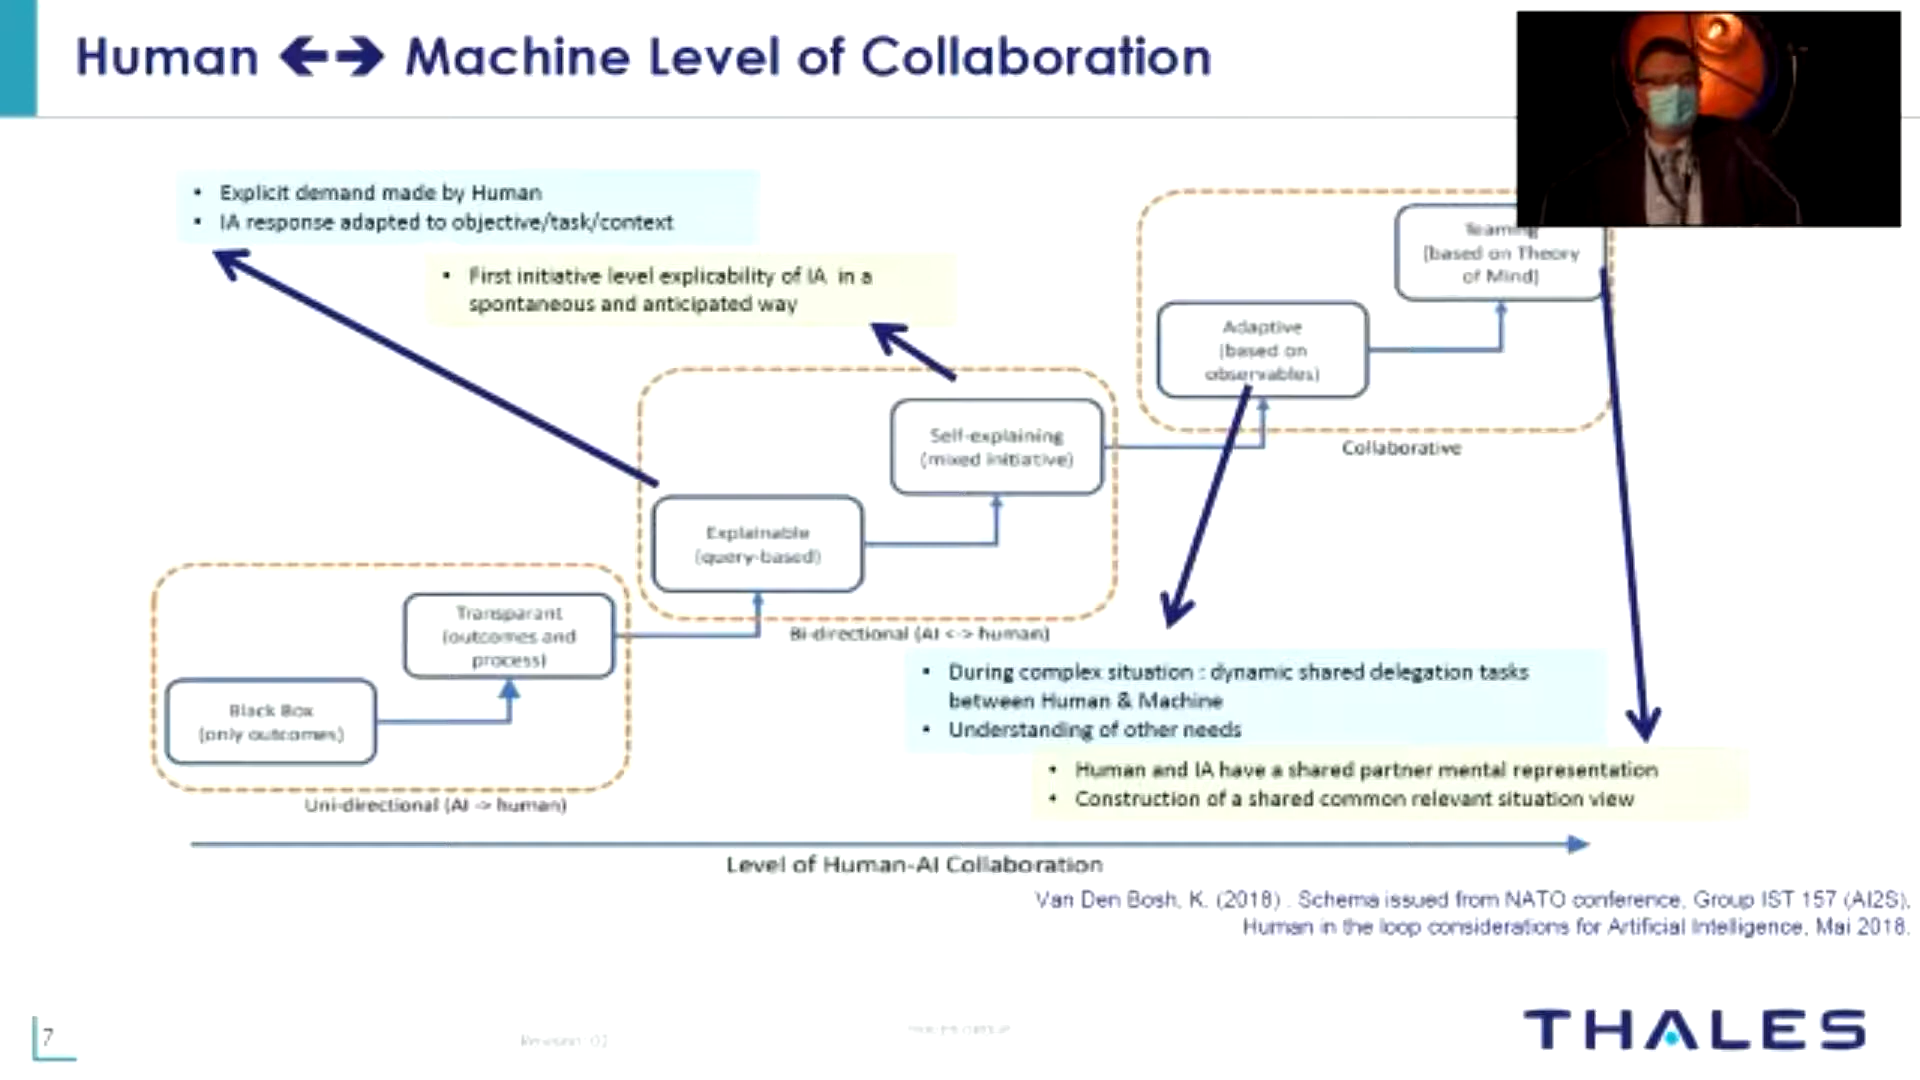 Human ←→ Machine Level of Collaboration
• Explicit demand made by Human
• IA response adapted to objective/task/context
• First initiative level explicability of IA in a
spontaneous and anticipated way
Teaming
(based on Theory
of Mind)
Adaptive
(based on
observables)
Collaborative
Self-explaining
(mixed initiative)
Explainable
(query-based)
Bi-directional (AI <-> human)
Transparant
(outcomes and
process)
Black Box
(only outcomes)
Uni-directional (AI -> human)
• During complex situation : dynamic shared delegation tasks
between Human & Machine
• Understanding of other needs
• Human and IA have a shared partner mental representation
• Construction of a shared common relevant situation view
Level of Human-AI Collaboration
Van Den Bosh, K. (2018) . Schema issued from NATO conference, Group IST 157 (AI2S),
Human in the loop considerations for Artificial Intelligence, Mai 2018.
7
THALES